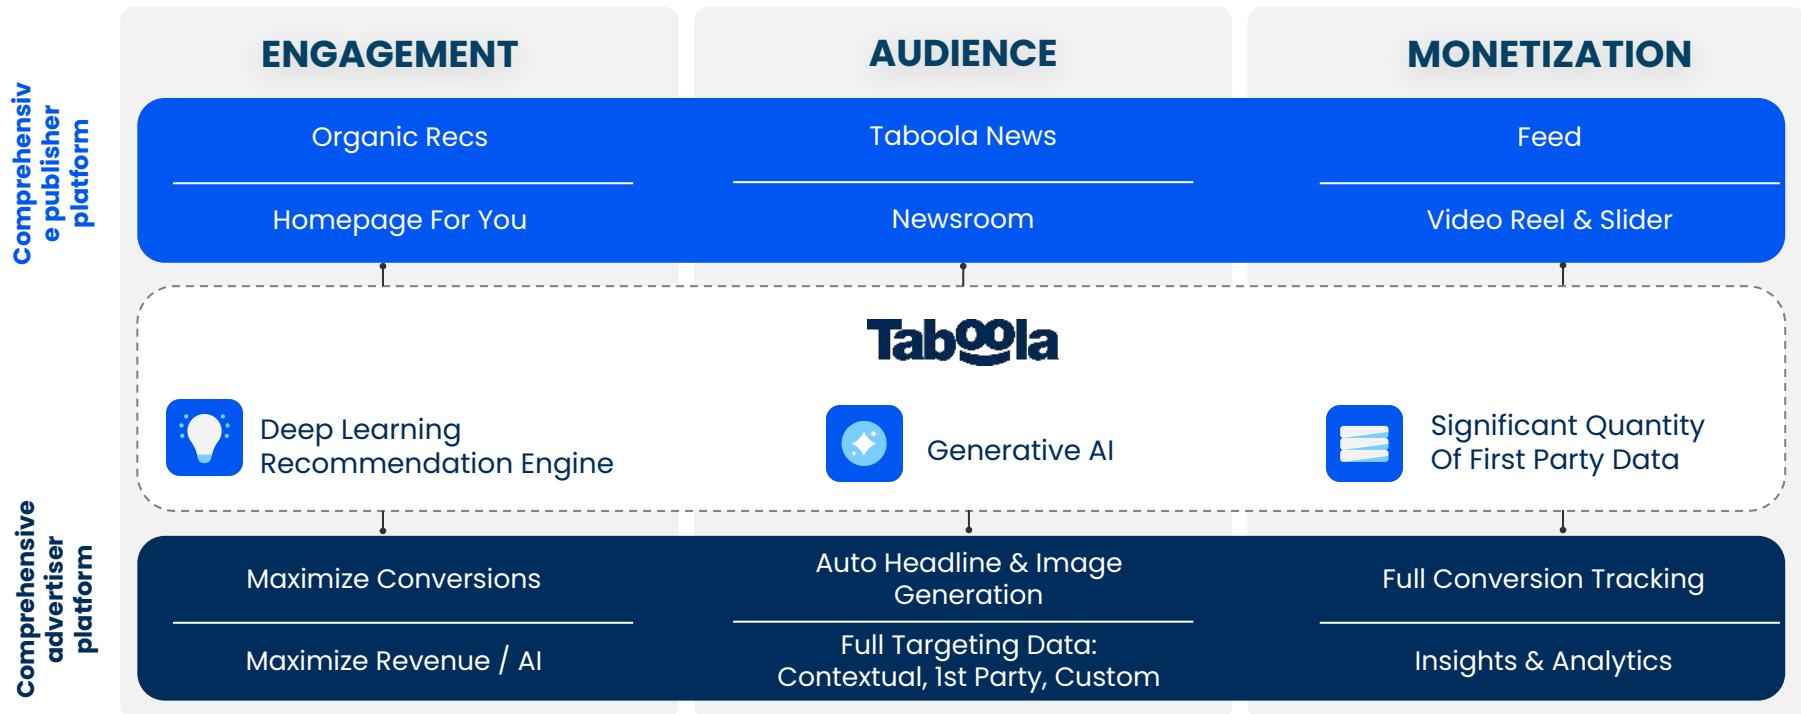 ENGAGEMENT
AUDIENCE
MONETIZATION
Comprehensiv
e publisher
platform
Organic Recs
Taboola News
Feed
Homepage For You
Newsroom
Video Reel & Slider
Taboola
Deep Learning
Recommendation Engine
Generative AI
Significant Quantity
Of First Party Data
Comprehensive
advertiser
platform
Maximize Conversions
Auto Headline & Image
Generation
Full Conversion Tracking
Maximize Revenue / AI
Full Targeting Data:
Contextual, 1st Party, Custom
Insights & Analytics